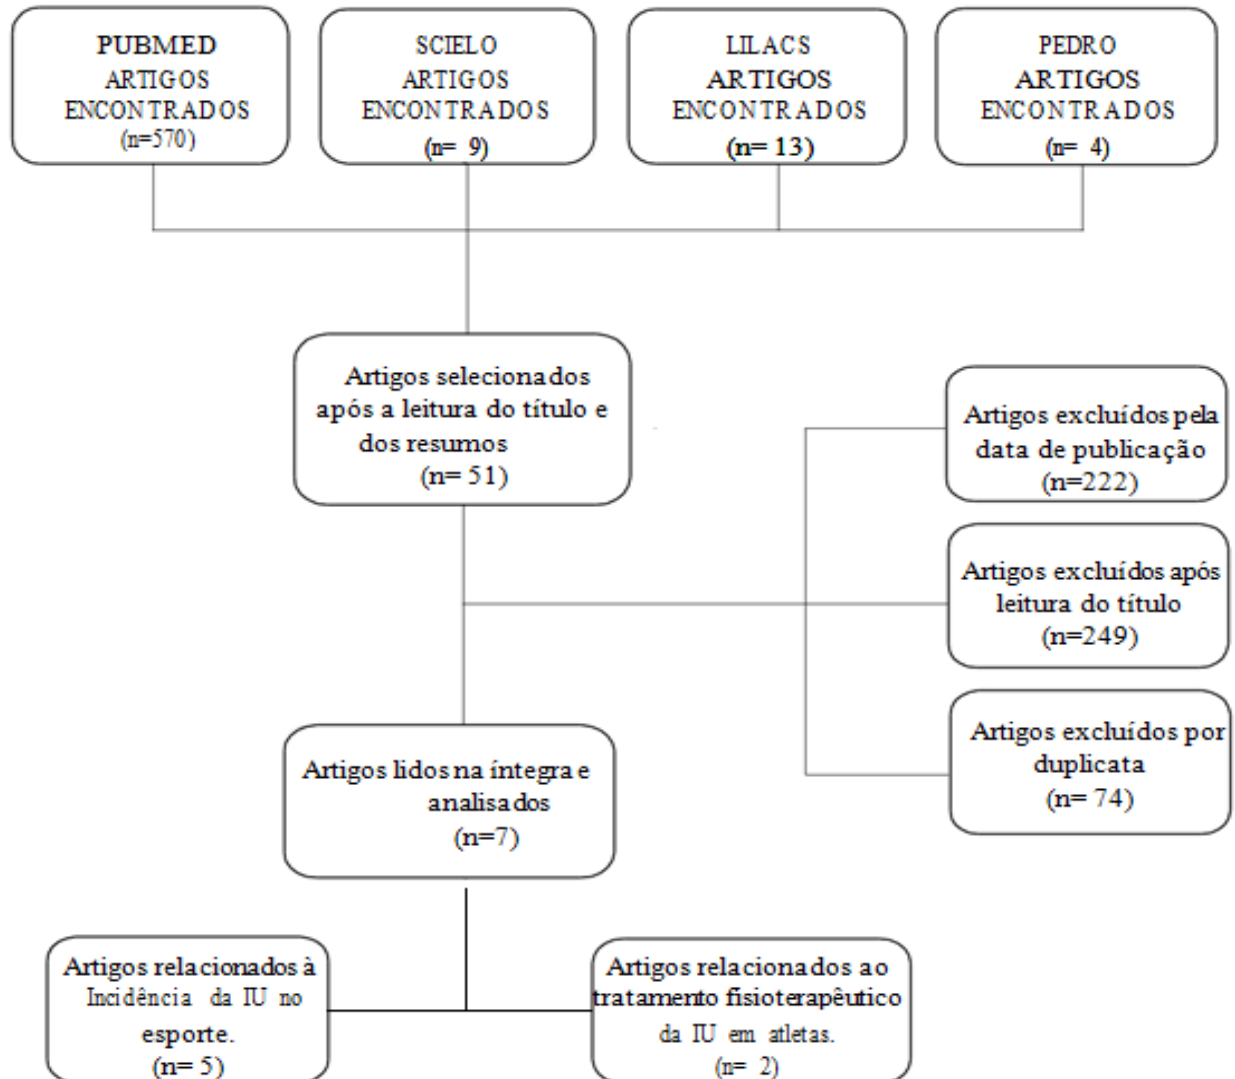 PUBMED
ARTIGOS
ENCONTRADOS
(n=570)
SCIELO
ARTIGOS
ENCONTRADOS
(n= 9)
LILACS
ARTIGOS
ENCONTRADOS
(n= 13)
PEDRO
ARTIGOS
ENCONTRADOS
(n= 4)
Artigos selecionados
após a leitura do título e
dos resumos
(n= 51)
Artigos excluídos pela
data de publicação
(n=222)
Artigos excluídos após
leitura do título
(n=249)
Artigos excluídos por
duplicata
(n= 74)
Artigos lidos na íntegra e
analisados
(n=7)
Artigos relacionados à
Incidência da IU no
esporte.
(n= 5)
Artigos relacionados ao
tratamento fisioterapêutico
da IU em atletas.
(n= 2)